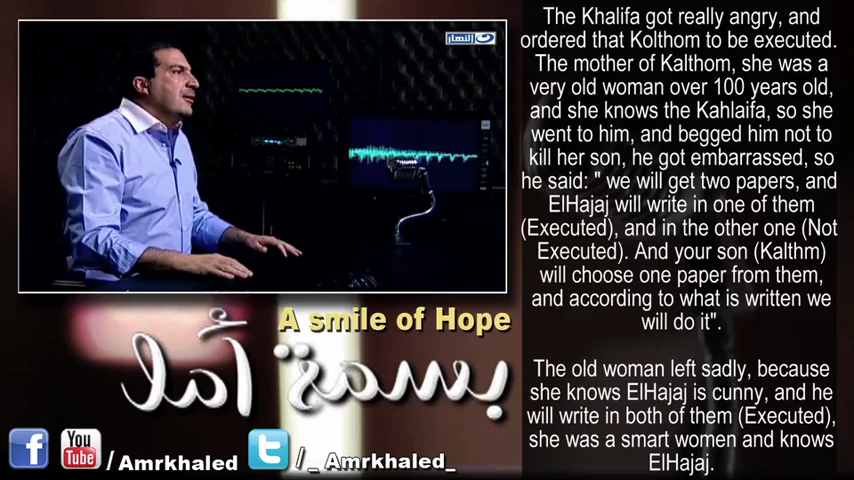 النهار
The Khalifa got really angry, and
ordered that Kolthom to be executed.
The mother of Kalthom, she was a
very old woman over 100 years old,
and she knows the Kahlaifa, so she
went to him, and begged him not to
kill her son, he got embarrassed, so
he said: " we will get two papers, and
ElHajaj will write in one of them
(Executed), and in the other one (Not
Executed). And your son (Kalthm)
will choose one paper from them,
and according to what is written we
will do it".
The old woman left sadly, because
she knows ElHajaj is cunny, and he
will write in both of them (Executed),
she was a smart women and knows
ElHajaj.
A smile of Hope
بسمة أمل
f You Tube /Amrkhaled t /_Amrkhaled_